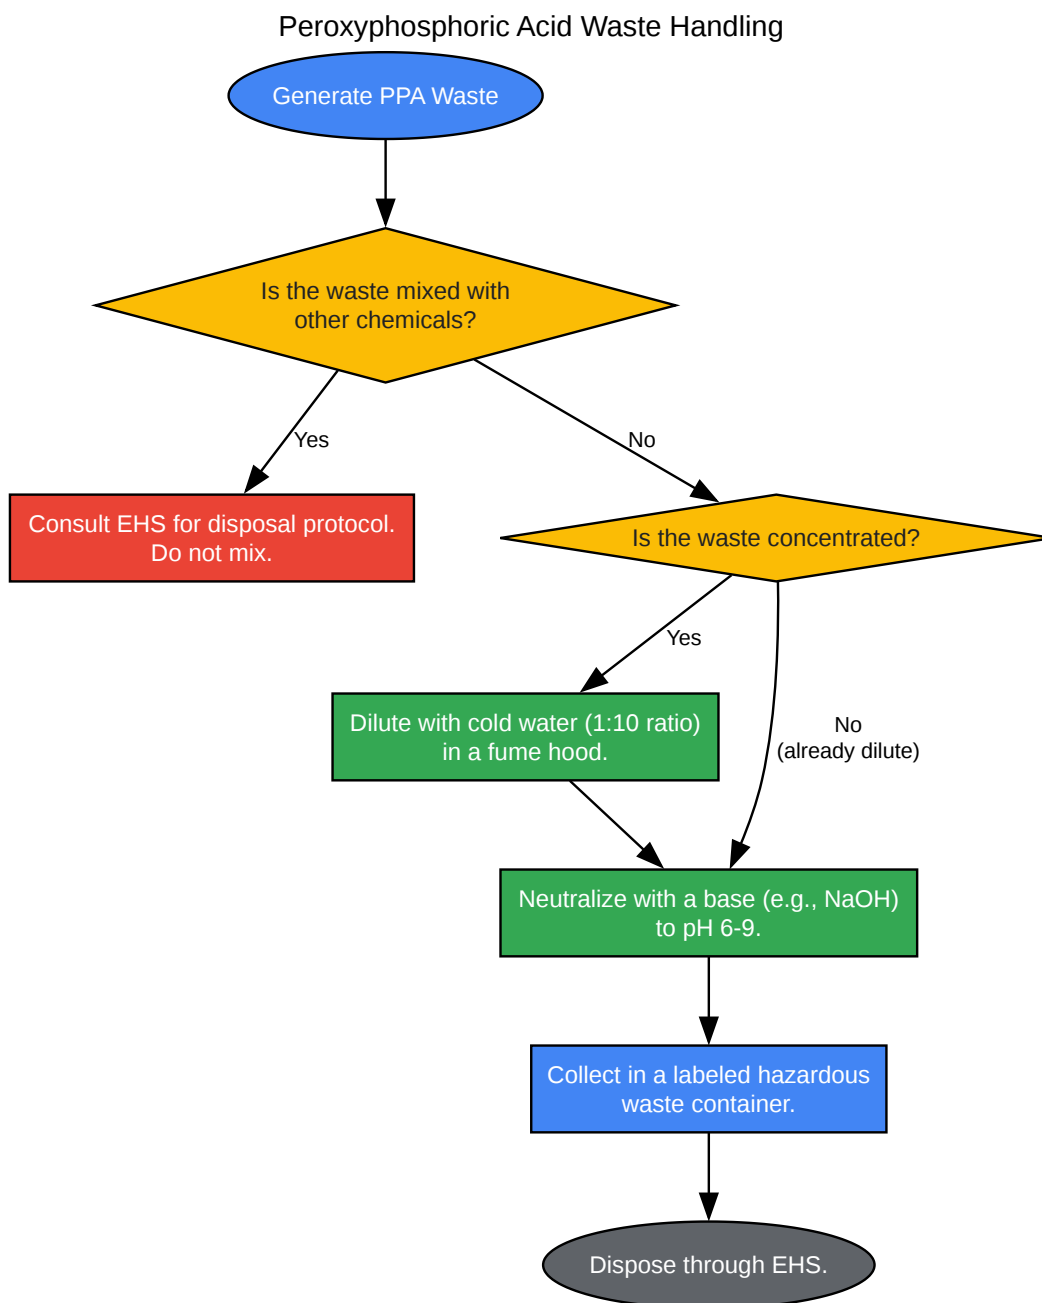 Peroxyphosphoric Acid Waste Handling
Generate PPA Waste
Is the waste mixed with
other chemicals?
Yes
No
Consult EHS for disposal protocol.
Do not mix.
Is the waste concentrated?
Yes
No
(already dilute)
Dilute with cold water (1:10 ratio)
in a fume hood.
Neutralize with a base (e.g., NaOH)
to pH 6-9.
Collect in a labeled hazardous
waste container.
Dispose through EHS.